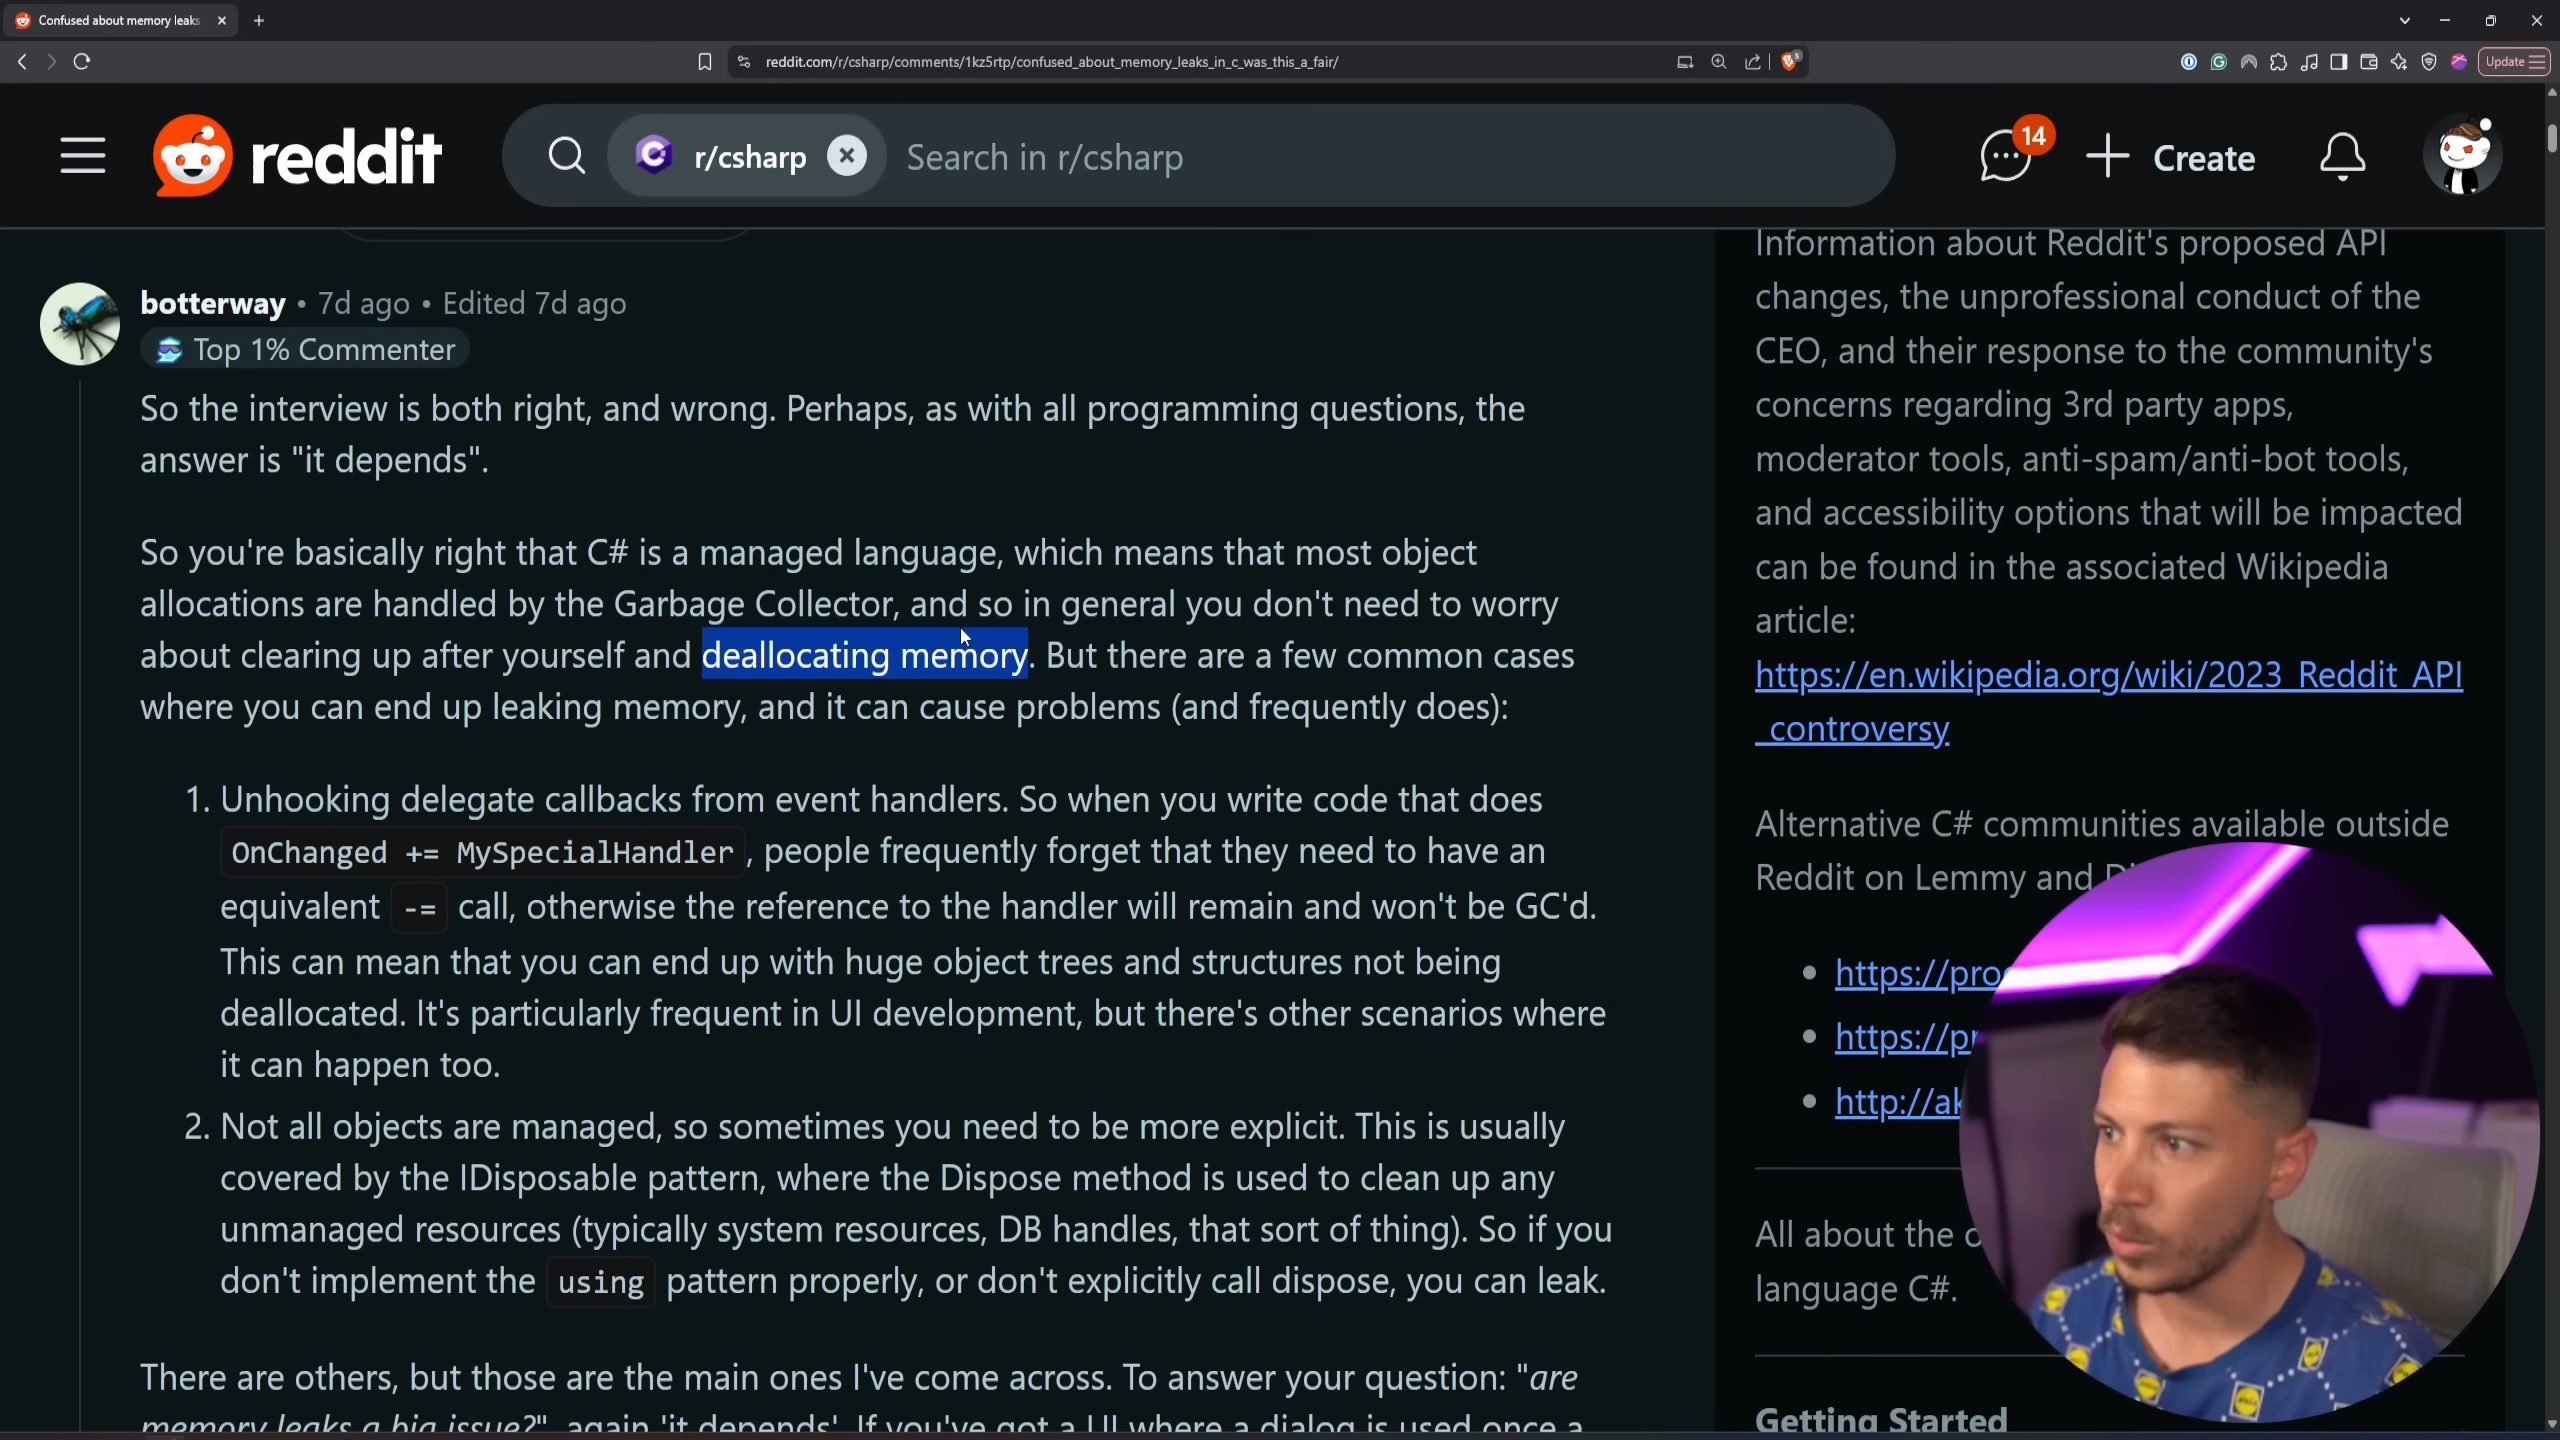 Confused about memory leaks
reddit.com/r/csharp/comments/1kz5rtp/confused_about_memory_leaks_in_c_was_this_a_fair/
Update
reddit
r/csharp
Search in r/csharp
14
Create
botterway • 7d ago • Edited 7d ago
Top 1% Commenter
So the interview is both right, and wrong. Perhaps, as with all programming questions, the
answer is "it depends".
So you're basically right that C# is a managed language, which means that most object
allocations are handled by the Garbage Collector, and so in general you don't need to worry
about clearing up after yourself and deallocating memory. But there are a few common cases
where you can end up leaking memory, and it can cause problems (and frequently does):
1. Unhooking delegate callbacks from event handlers. So when you write code that does
OnChanged += MySpecialHandler , people frequently forget that they need to have an
equivalent -= call, otherwise the reference to the handler will remain and won't be GC'd.
This can mean that you can end up with huge object trees and structures not being
deallocated. It's particularly frequent in UI development, but there's other scenarios where
it can happen too.
2. Not all objects are managed, so sometimes you need to be more explicit. This is usually
covered by the IDisposable pattern, where the Dispose method is used to clean up any
unmanaged resources (typically system resources, DB handles, that sort of thing). So if you
don't implement the using pattern properly, or don't explicitly call dispose, you can leak.
There are others, but those are the main ones I've come across. To answer your question: "are
memory leaks a big issue?", again 'it depends'. If you've got a UI where a dialog is used once a
Information about Reddit's proposed API
changes, the unprofessional conduct of the
CEO, and their response to the community's
concerns regarding 3rd party apps,
moderator tools, anti-spam/anti-bot tools,
and accessibility options that will be impacted
can be found in the associated Wikipedia
article:
https://en.wikipedia.org/wiki/2023_Reddit_API
_controversy
Alternative C# communities available outside
Reddit on Lemmy and
• https://pro
• https://pr
• http://ak
All about the
language C#.
Getting Started